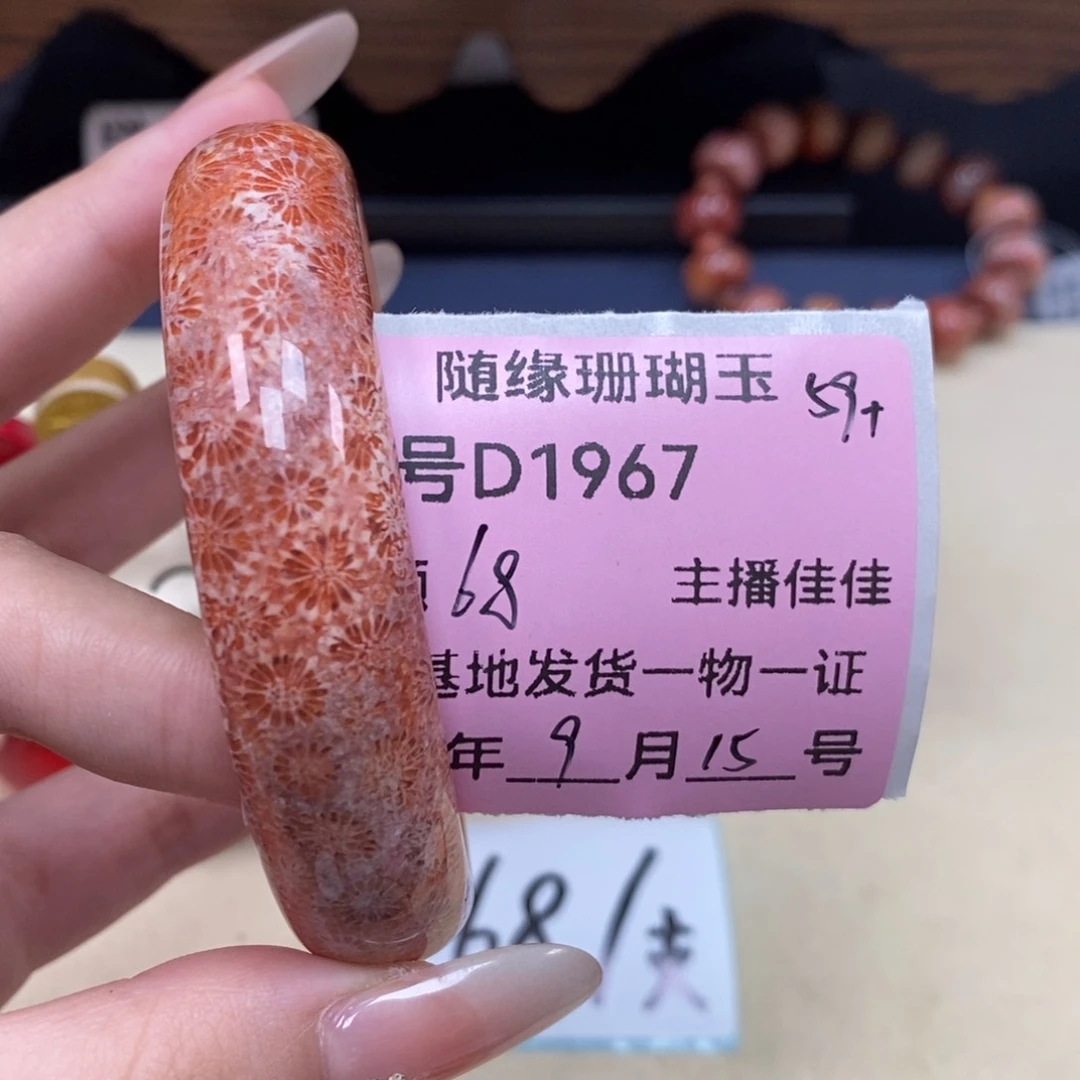 随缘珊瑚玉 59+
号D1967
68 主播佳佳
基地发货一物一证
年 9 月 15 号
68/支